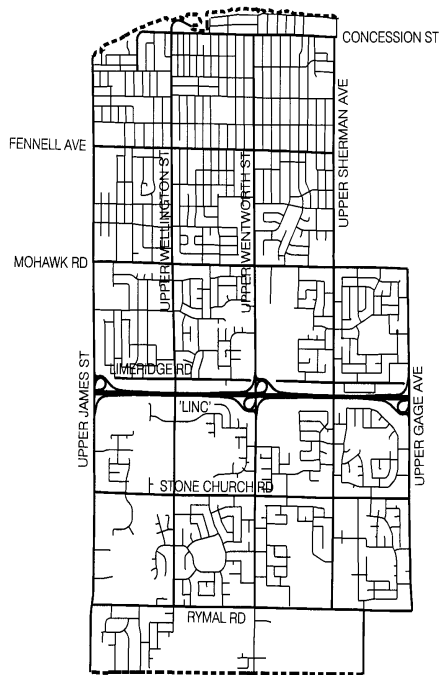 CONCESSION ST
UPPER SHERMAN AVE
FENNELL AVE
UPPER WELLINGTON ST
UPPER WENTWORTH ST
MOHAWK RD
LIMERIDGE RD
UPPER JAMES ST
'LINC'
UPPER GAGE AVE
STONE CHURCH RD
RYMAL RD